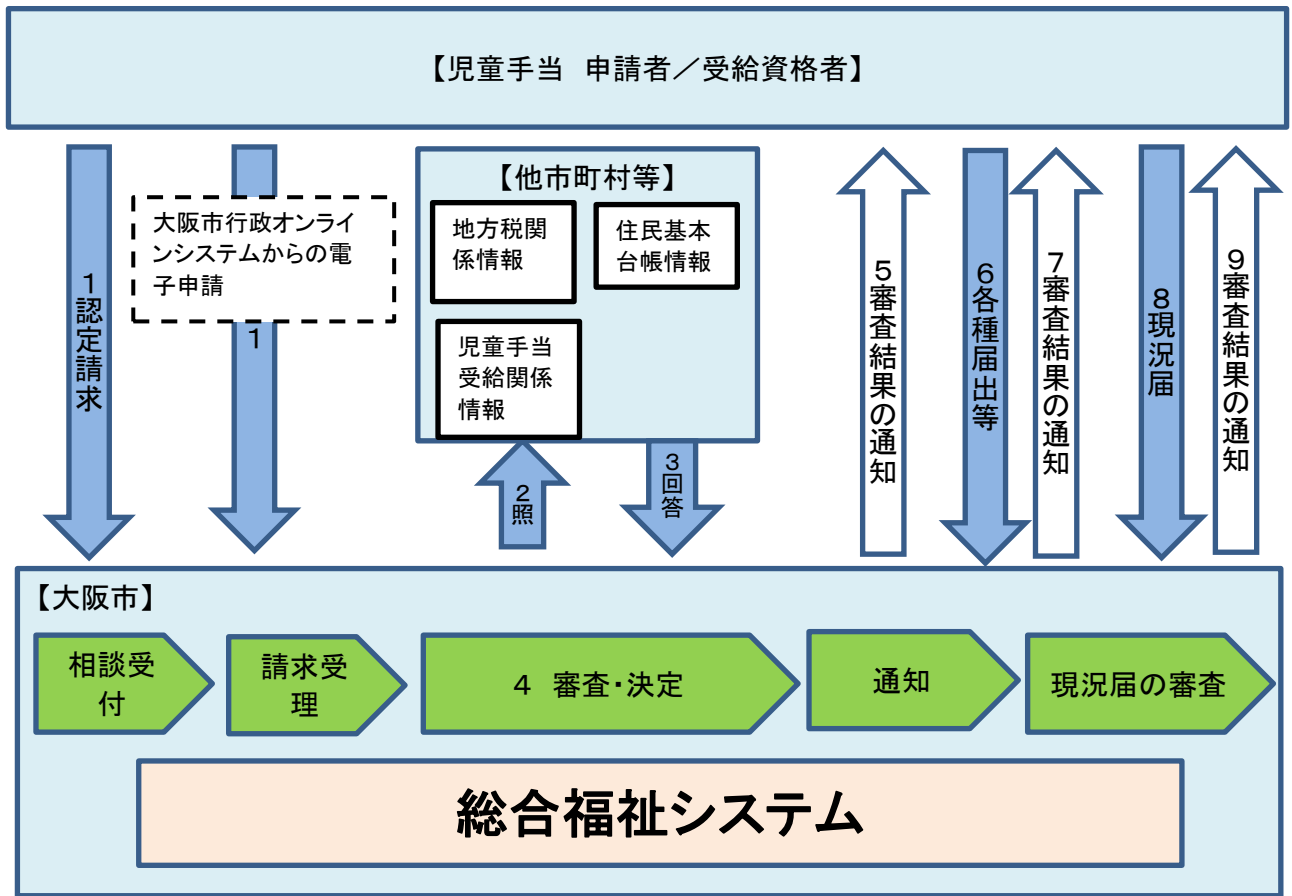 【児童手当　申請者／受給資格者】
1認定請求
大阪市行政オンライ
ンシステムからの電
子申請
1
【他市町村等】
地方税関
係情報
住民基本
台帳情報
児童手当
受給関係
情報
2照
3回答
5審査結果の通知
6各種届出等
7審査結果の通知
8現況届
9審査結果の通知
【大阪市】
相談受
付
請求受
理
4　審査・決定
通知
現況届の審査
総合福祉システム